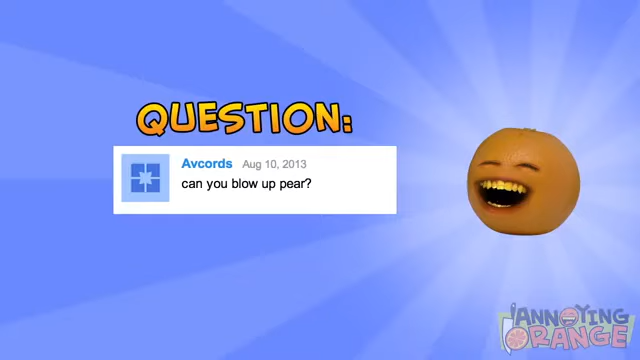 QUESTION:
Avcords Aug 10, 2013
can you blow up pear?
ANNOYING
ORANGE